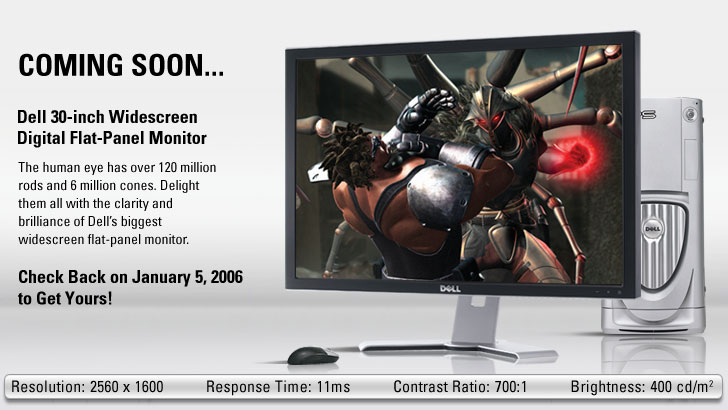 COMING SOON...
Dell 30-inch Widescreen
Digital Flat-Panel Monitor
The human eye has over 120 million
rods and 6 million cones. Delight
them all with the clarity and
brilliance of Dell's biggest
widescreen flat-panel monitor.
Check Back on January 5, 2006
to Get Yours!
DELL
DELL
Resolution: 2560 x 1600 Response Time: 11ms Contrast Ratio: 700:1 Brightness: 400 cd/m²